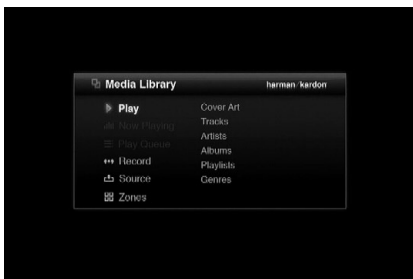 Media Library
harman/kardon
Play
Now Playing
Play Queue
Record
Source
Zones
Cover Art
Tracks
Artists
Albums
Playlists
Genres